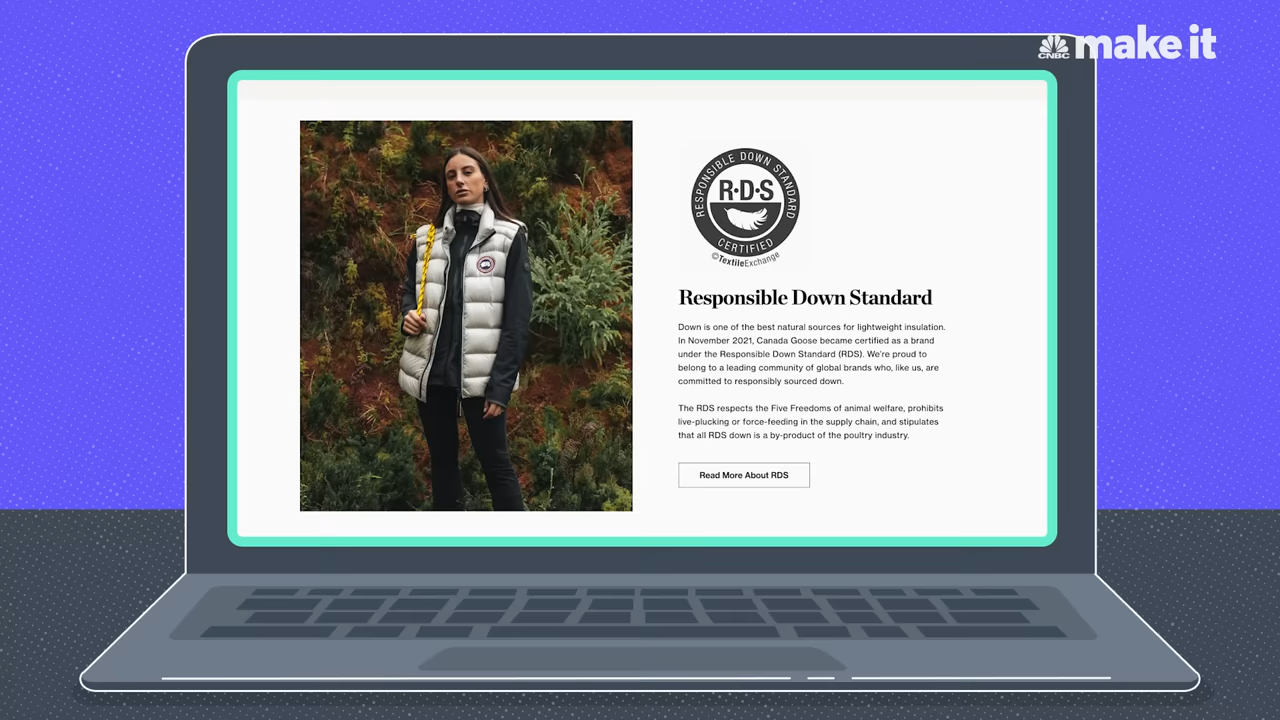 CNBC make it
RESPONSIBLE DOWN STANDARD
R·D·S
CERTIFIED
©TextileExchange
Responsible Down Standard
Down is one of the best natural sources for lightweight insulation.
In November 2021, Canada Goose became certified as a brand
under the Responsible Down Standard (RDS). We're proud to
belong to a leading community of global brands who, like us, are
committed to responsibly sourced down.
The RDS respects the Five Freedoms of animal welfare, prohibits
live-plucking or force-feeding in the supply chain, and stipulates
that all RDS down is a by-product of the poultry industry.
Read More About RDS